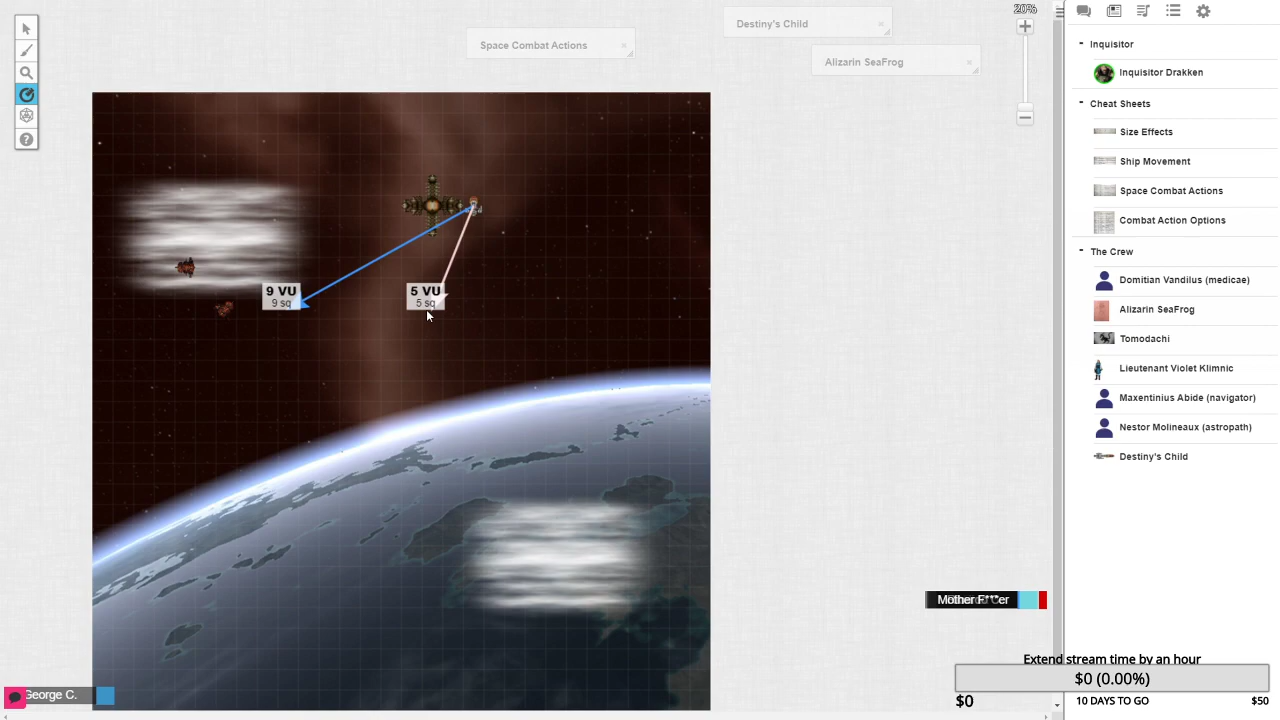 Space Combat Actions
Destiny's Child
Alizarin SeaFrog
20%
9 VU
9 sq
5 VU
5 sq
George C.
Inquisitor
Inquisitor Drakken
Cheat Sheets
Size Effects
Ship Movement
Space Combat Actions
Combat Action Options
The Crew
Domitian Vandilus (medicae)
Alizarin SeaFrog
Tomodachi
Lieutenant Violet Klimnic
Maxentinius Abide (navigator)
Nestor Molineaux (astropath)
Destiny's Child
Mother F***er
Extend stream time by an hour
$0 (0.00%)
$0
10 DAYS TO GO
$50